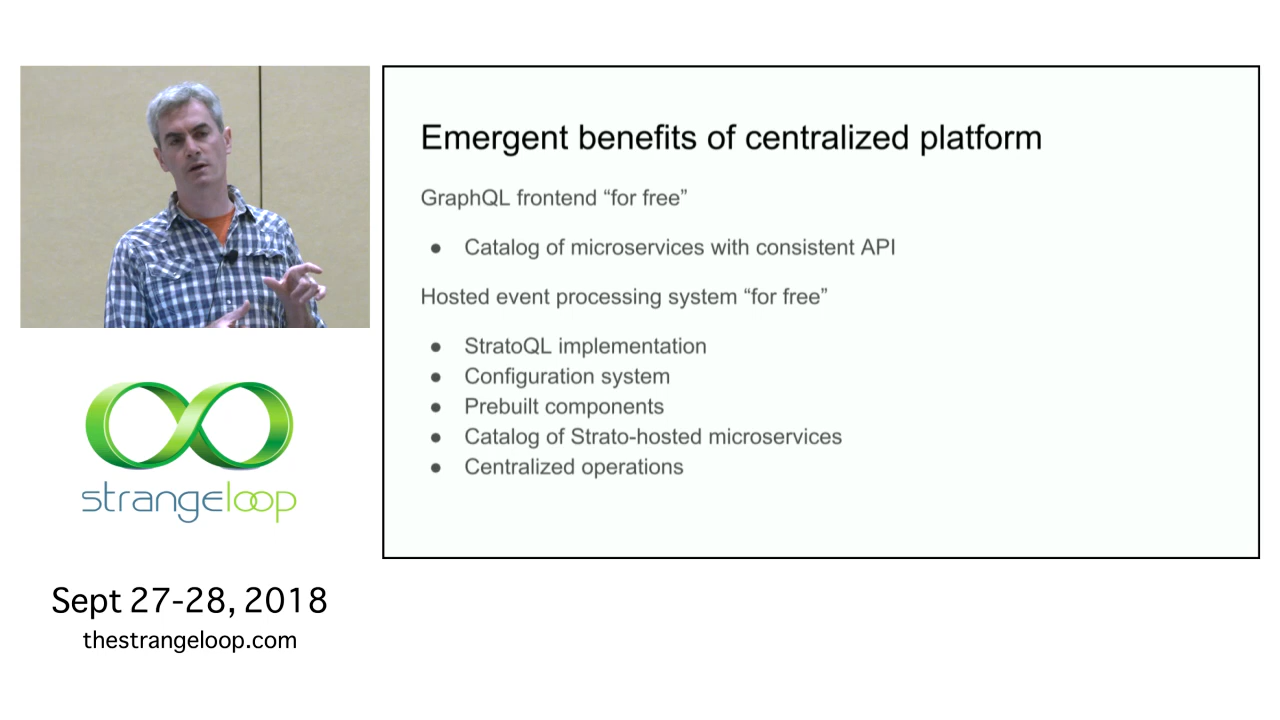 Emergent benefits of centralized platform
GraphQL frontend “for free”
● Catalog of microservices with consistent API
Hosted event processing system “for free”
● StratoQL implementation
● Configuration system
● Prebuilt components
● Catalog of Strato-hosted microservices
● Centralized operations
strangeloop
Sept 27-28, 2018
thestrangeloop.com